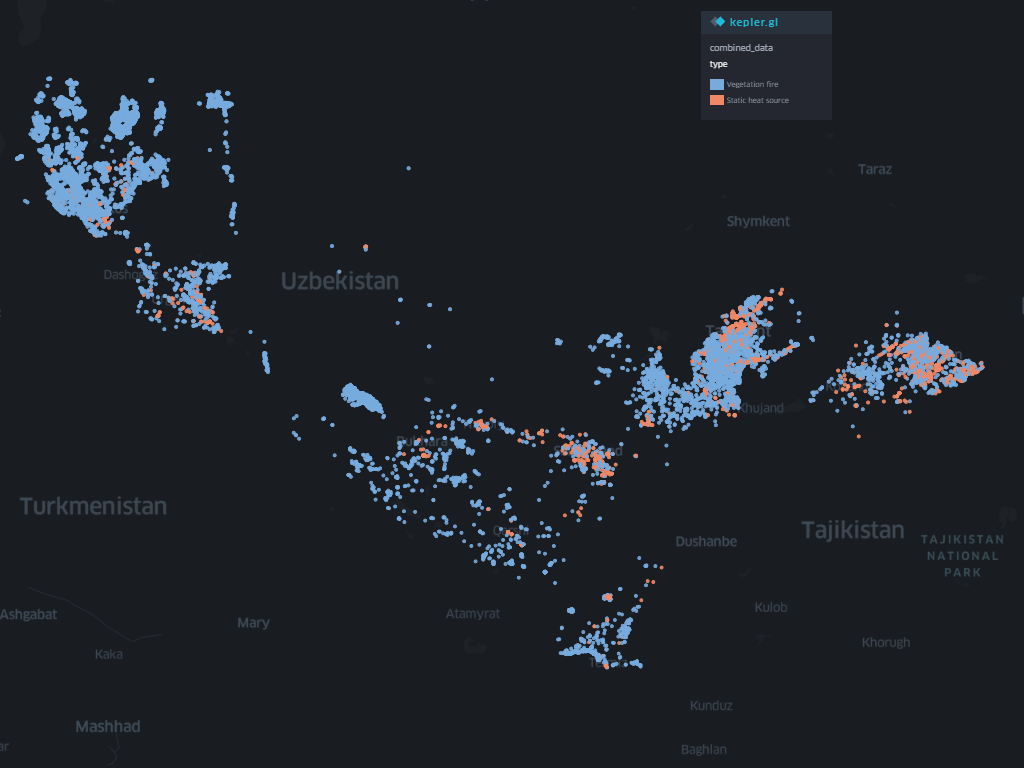 kepler.gl
combined_data
type
Vegetation fire
Static heat source
Taraz
Shymkent
Uzbekistan
Khujand
Turkmenistan
Tajikistan
Dushanbe
TAJIKISTAN
NATIONAL
PARK
Ashgabat
Mary
Atamyrat
Kulob
Kaka
Khorugh
Kunduz
Mashhad
Baghlan